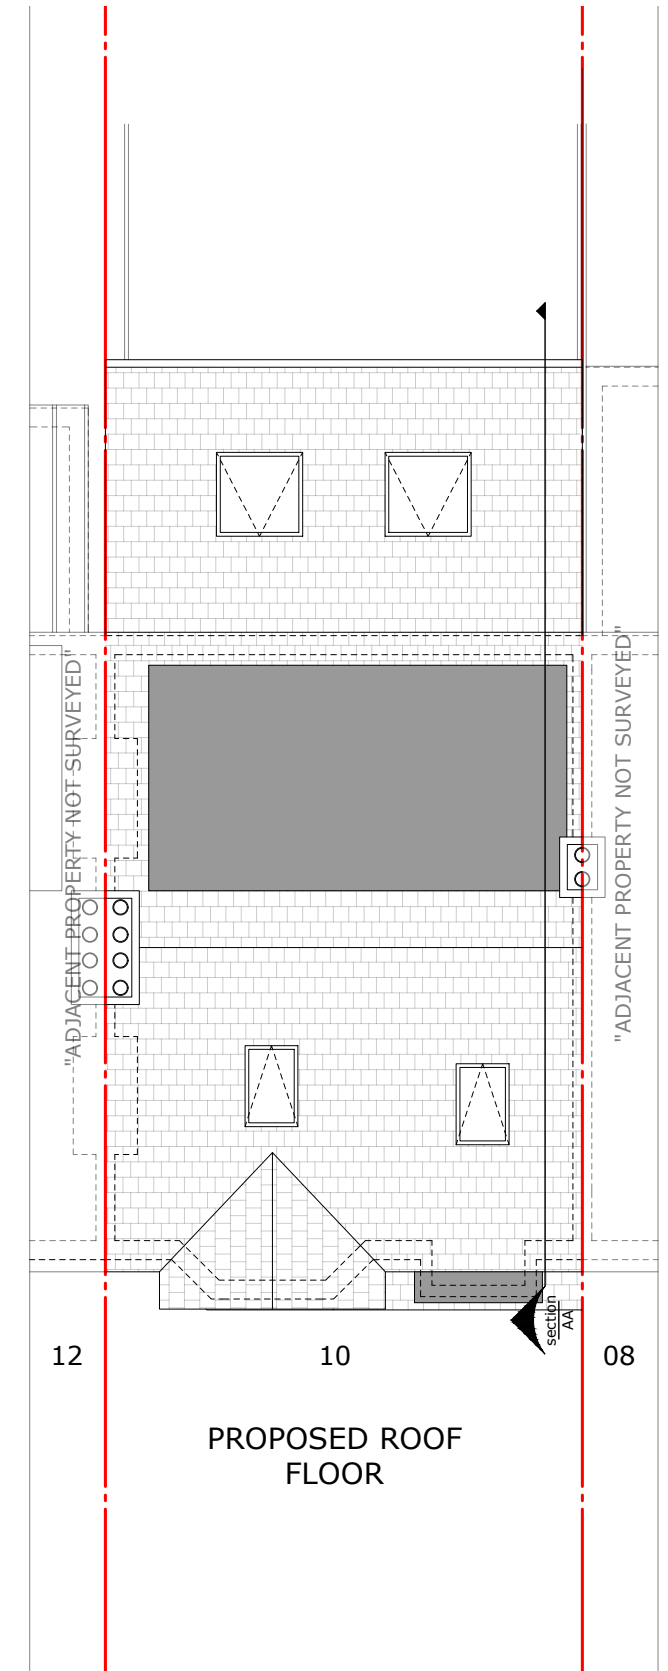 "ADJACENT PROPERTY NOT SURVEYED"
"ADJACENT PROPERTY NOT SURVEYED"
section
AA
12
10
08
PROPOSED ROOF
FLOOR